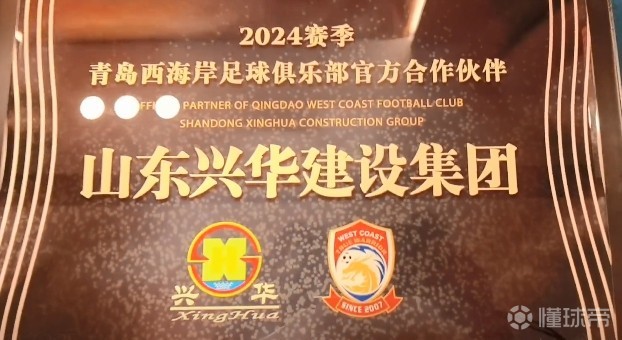 2024赛季
青岛西海岸足球俱乐部官方合作伙伴
PARTNER OF QINGDAO WEST COAST FOOTBALL CLUB
SHANDONG XINGHUA CONSTRUCTION GROUP
山东兴华建设集团
兴 华
XingHua
WEST COAST
SINCE 2007
懂球帝